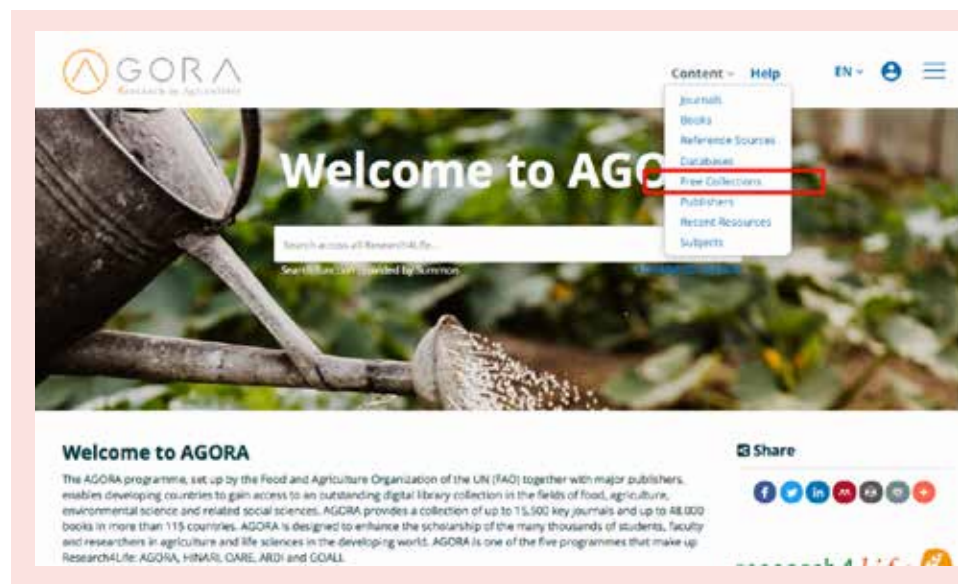 AGORA
Research in Agriculture
Content Help EN
Journals
Books
Reference Sources
Databases
Free Collections
Publishers
Recent Resources
Subjects
Welcome to AGO
Search across all Research4Life...
Search function provided by Summon
Welcome to AGORA
The AGORA programme, set up by the Food and Agriculture Organization of the UN (FAO) together with major publishers,
enables developing countries to gain access to an outstanding digital library collection in the fields of food, agriculture,
environmental science and related social sciences. AGORA provides a collection of up to 15,500 key journals and up to 48,000
books in more than 115 countries. AGORA is designed to enhance the scholarship of the many thousands of students, faculty
and researchers in agriculture and life sciences in the developing world. AGORA is one of the five programmes that make up
Research4Life: AGORA, HINARI, OARE, ARDI and GOALI.
Share
research4life